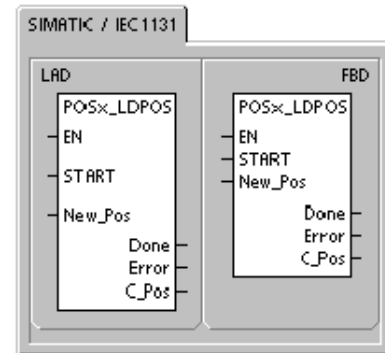 SIMATIC / IEC1131
LAD
POSx_LDPOS
EN
START
New_Pos
Done
Error
C_Pos
FBD
POSx_LDPOS
EN
START
New_Pos
Done
Error
C_Pos